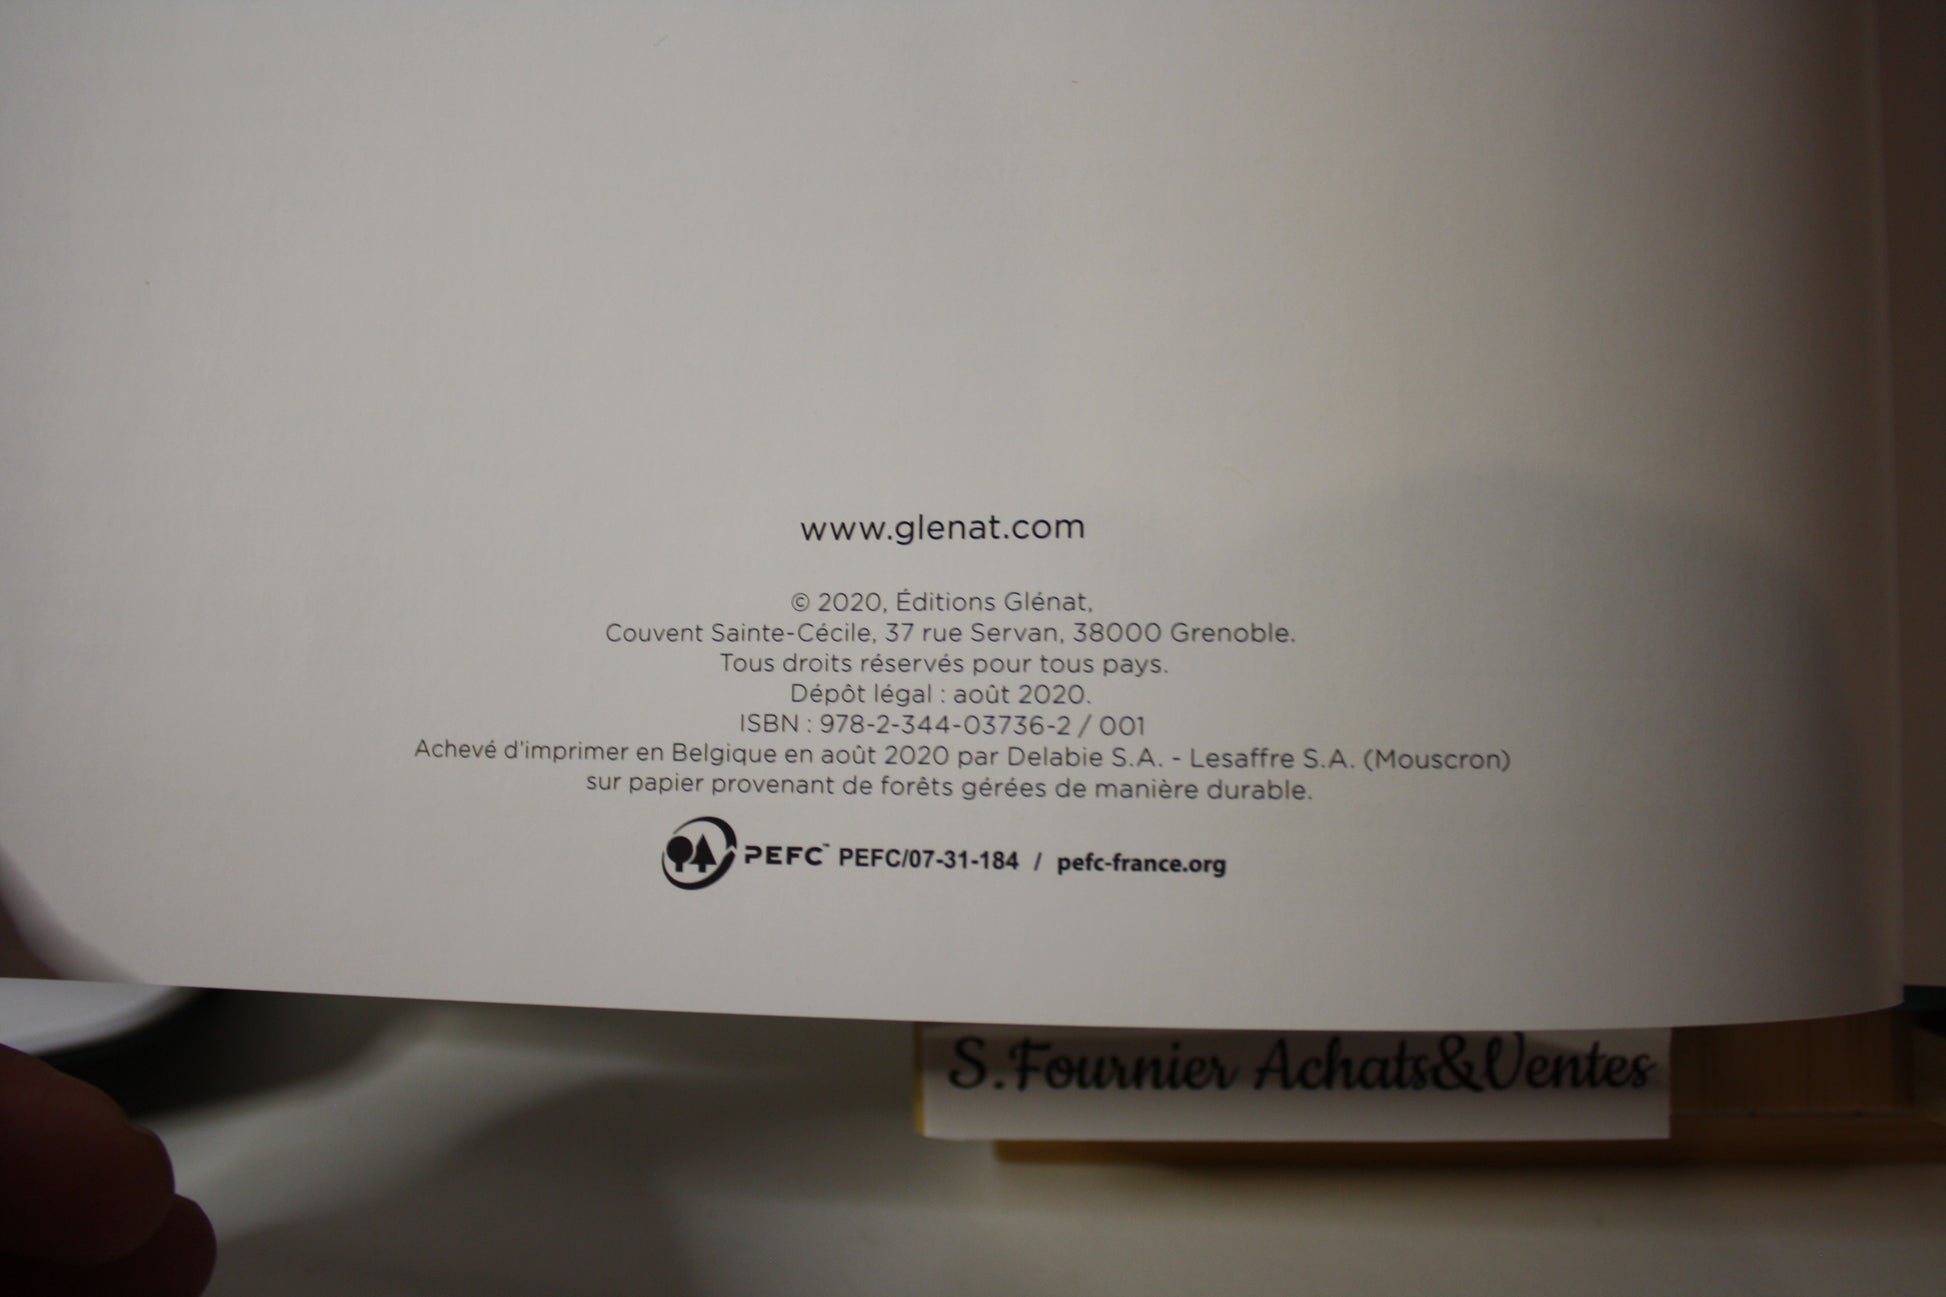 www.glenat.com
© 2020, Éditions Glénat,
Couvent Sainte-Cécile, 37 rue Servan, 38000 Grenoble.
Tous droits réservés pour tous pays.
Dépôt légal : août 2020.
ISBN : 978-2-344-03736-2 / 001
Achevé d'imprimer en Belgique en août 2020 par Delabie S.A. - Lesaffre S.A. (Mouscron)
sur papier provenant de forêts gérées de manière durable.
PEFC™ PEFC/07-31-184 / pefc-france.org
S.Fournier Achats&Ventes